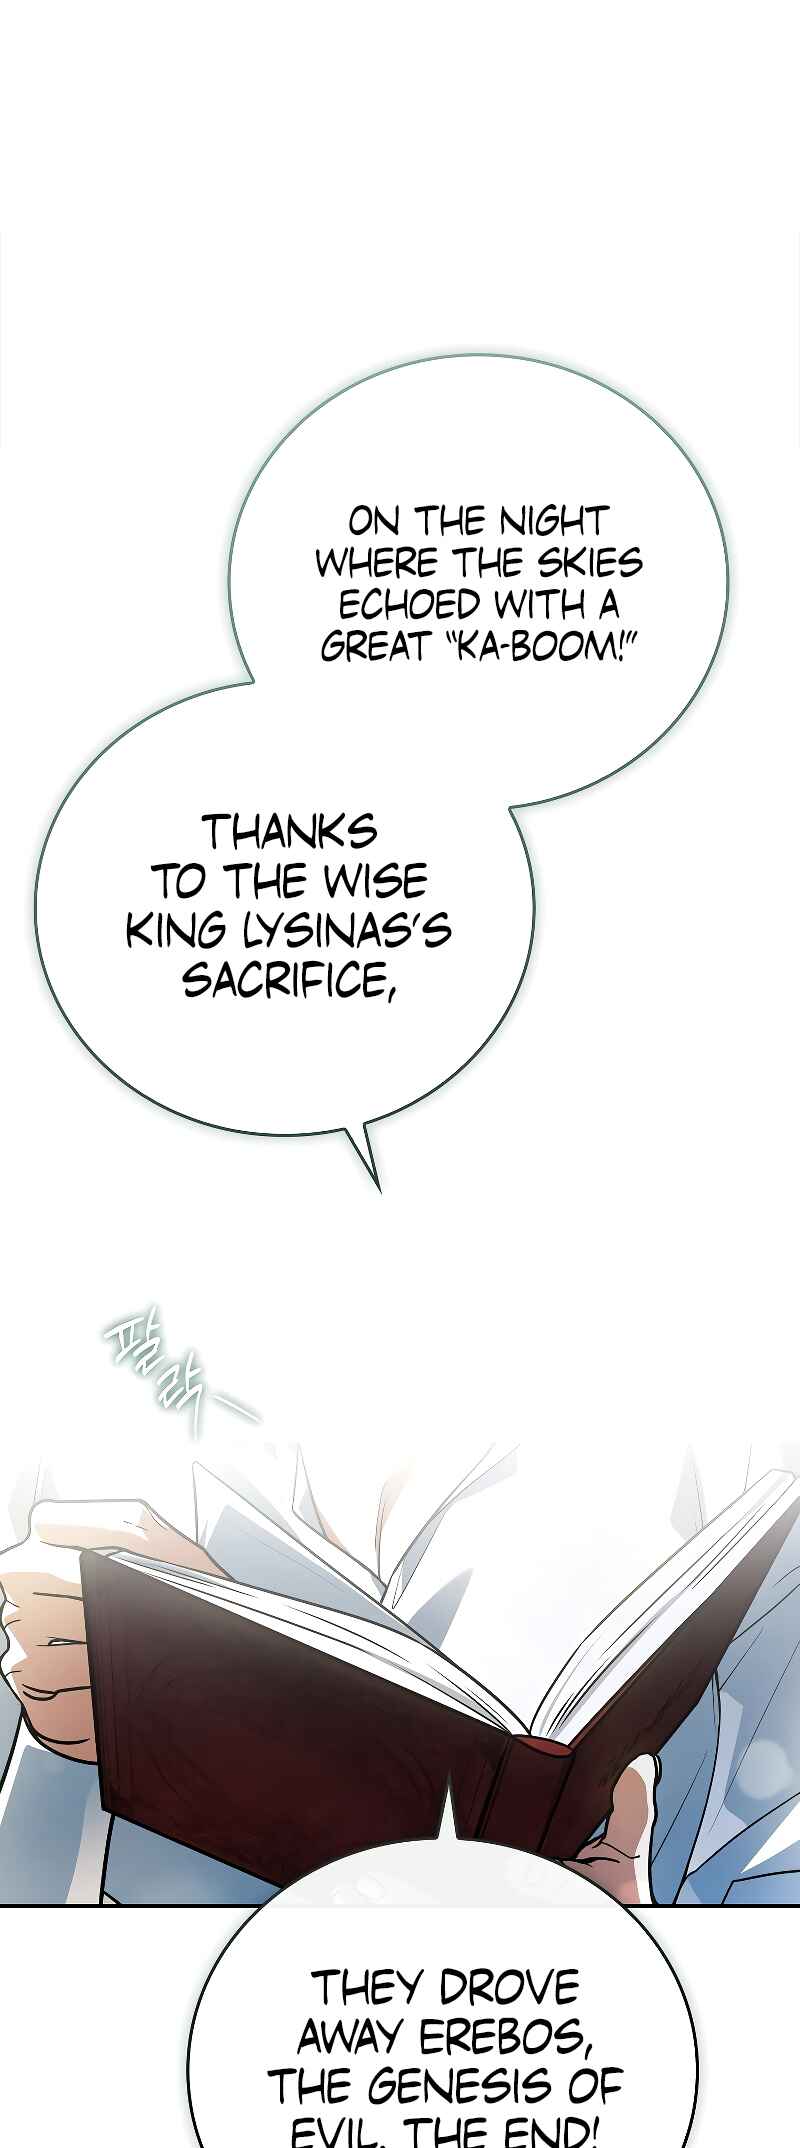 ON THE NIGHT
WHERE THE SKIES
ECHOED WITH A
GREAT "KA-BOOM!"
THANKS
TO THE WISE
KING LYSINAS'S
SACRIFICE,
팔락
THEY DROVE
AWAY EREBOS,
THE GENESIS OF
EVIL. THE END!